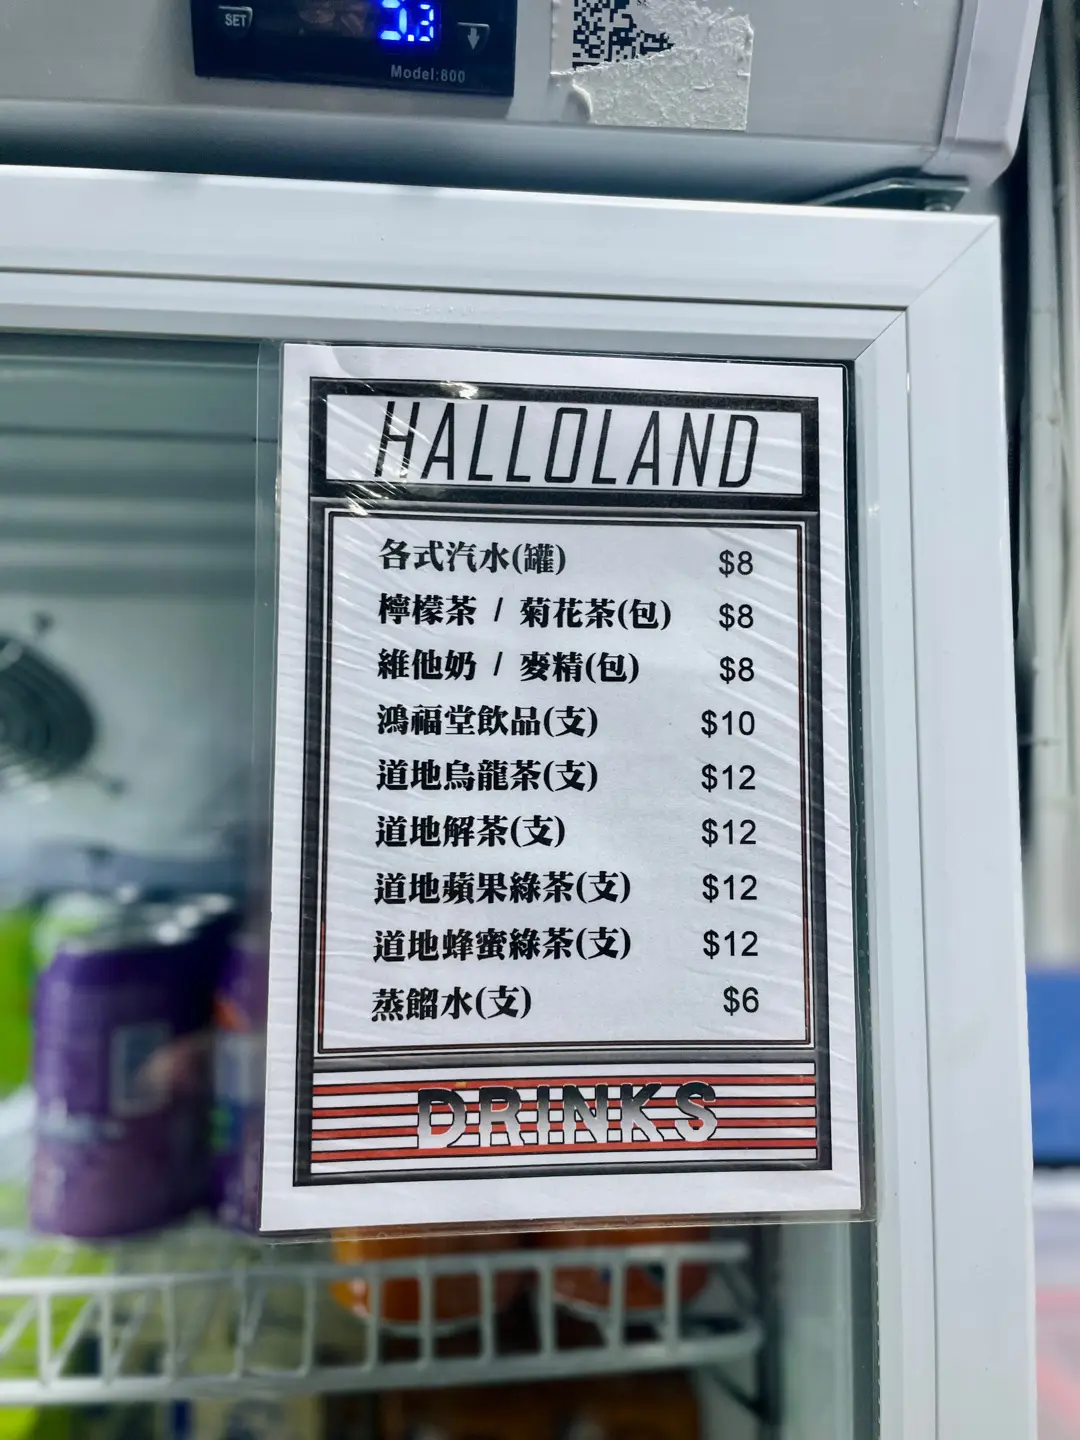 SET
3.3
Model:800
HALLOLAND
各式汽水(罐) $8
檸檬茶 / 菊花茶(包) $8
維他奶 / 麥精(包) $8
鴻福堂飲品(支) $10
道地烏龍茶(支) $12
道地解茶(支) $12
道地蘋果綠茶(支) $12
道地蜂蜜綠茶(支) $12
蒸餾水(支) $6
DRINKS